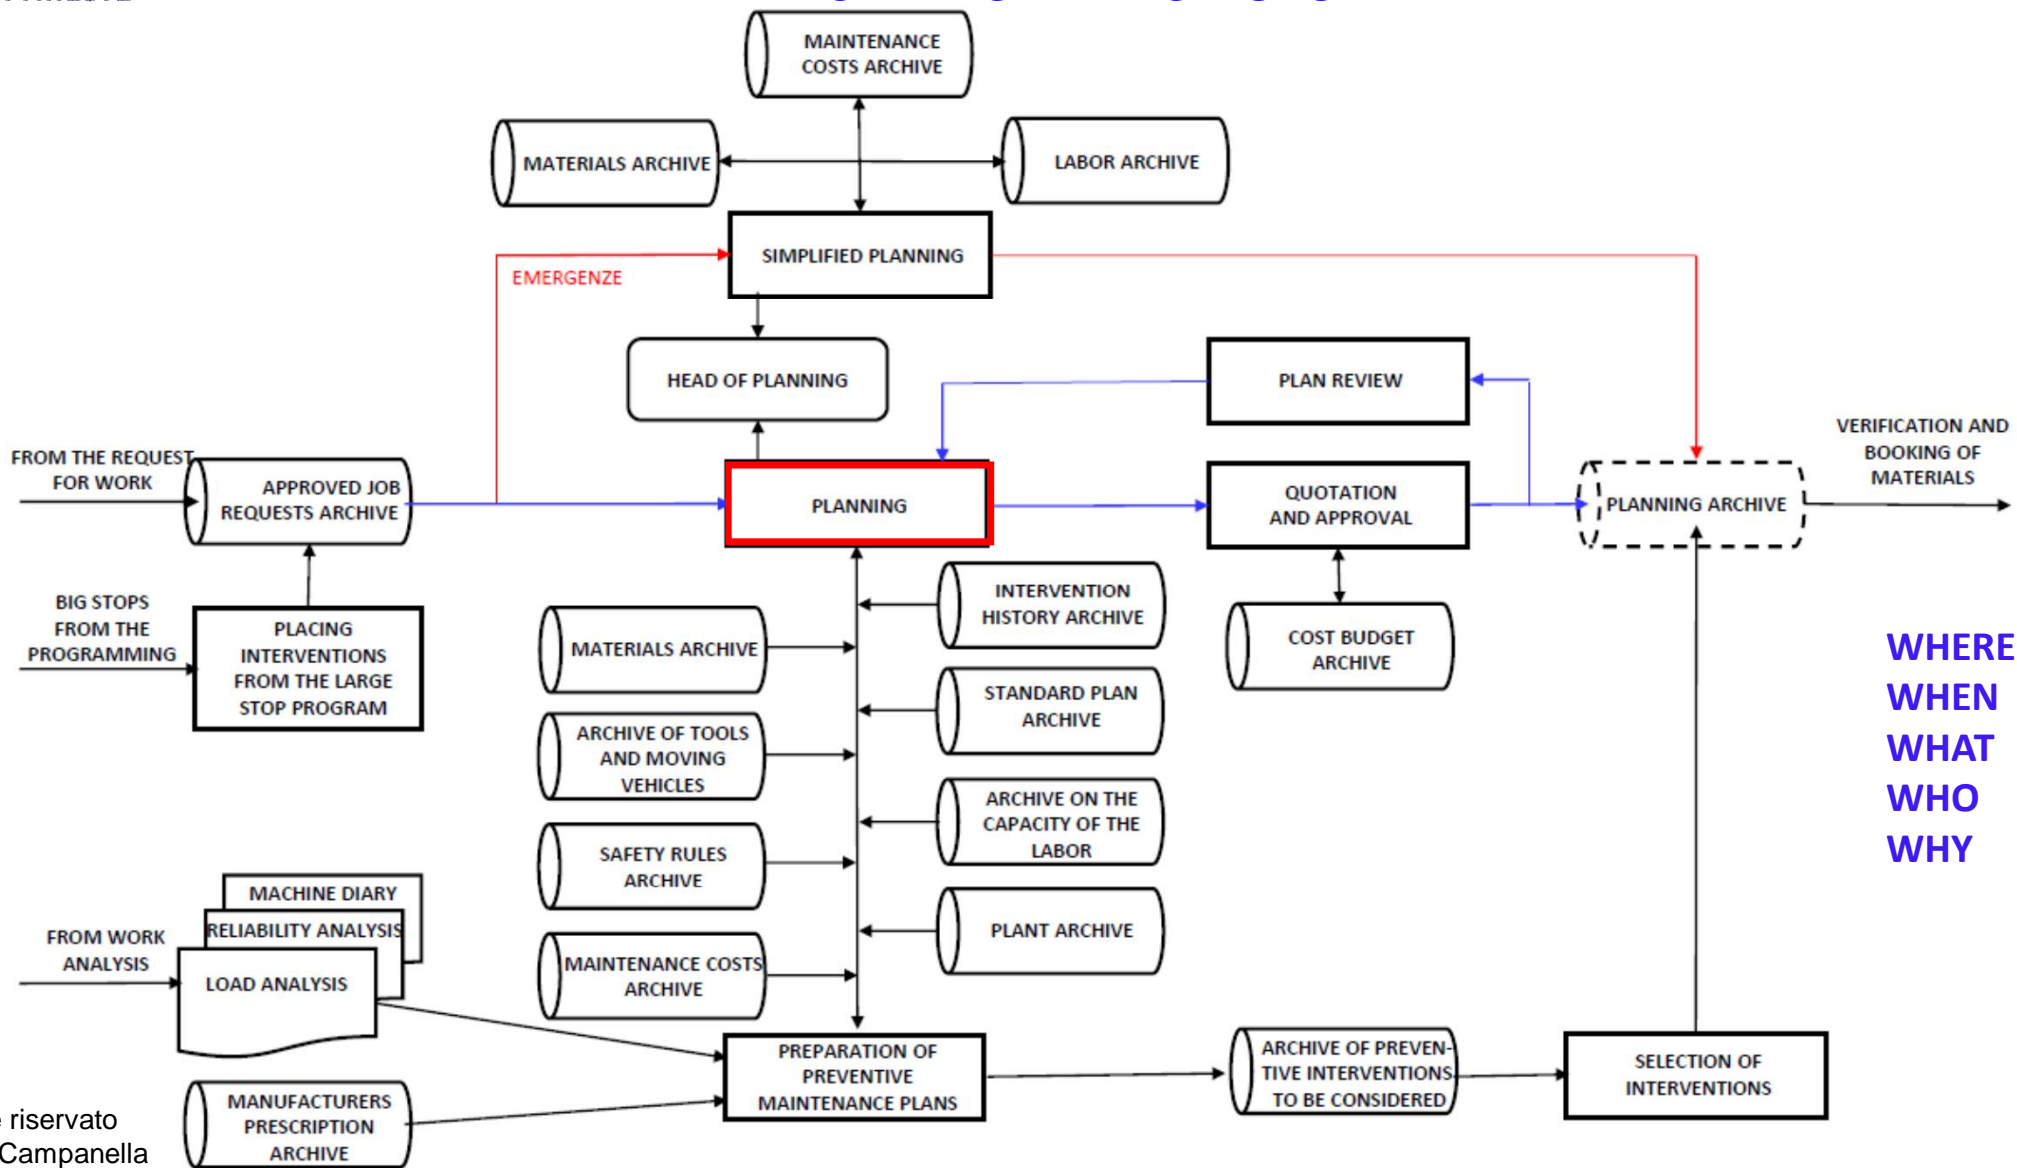 MAINTENANCE
COSTS ARCHIVE
MATERIALS ARCHIVE
LABOR ARCHIVE
SIMPLIFIED PLANNING
EMERGENZE
HEAD OF PLANNING
PLAN REVIEW
FROM THE REQUEST
FOR WORK
APPROVED JOB
REQUESTS ARCHIVE
PLANNING
QUOTATION
AND APPROVAL
PLANNING ARCHIVE
VERIFICATION AND
BOOKING OF
MATERIALS
BIG STOPS
FROM THE
PROGRAMMING
PLACING
INTERVENTIONS
FROM THE LARGE
STOP PROGRAM
INTERVENTION
HISTORY ARCHIVE
MATERIALS ARCHIVE
COST BUDGET
ARCHIVE
STANDARD PLAN
ARCHIVE
ARCHIVE OF TOOLS
AND MOVING
VEHICLES
ARCHIVE ON THE
CAPACITY OF THE
LABOR
SAFETY RULES
ARCHIVE
PLANT ARCHIVE
MAINTENANCE COSTS
ARCHIVE
WHERE
WHEN
WHAT
WHO
WHY
FROM WORK
ANALYSIS
MACHINE DIARY
RELIABILITY ANALYSIS
LOAD ANALYSIS
PREPARATION OF
PREVENTIVE
MAINTENANCE PLANS
ARCHIVE OF PREVEN-
TIVE INTERVENTIONS
TO BE CONSIDERED
SELECTION OF
INTERVENTIONS
MANUFACTURERS
PRESCRIPTION
ARCHIVE
riservato
Campanella